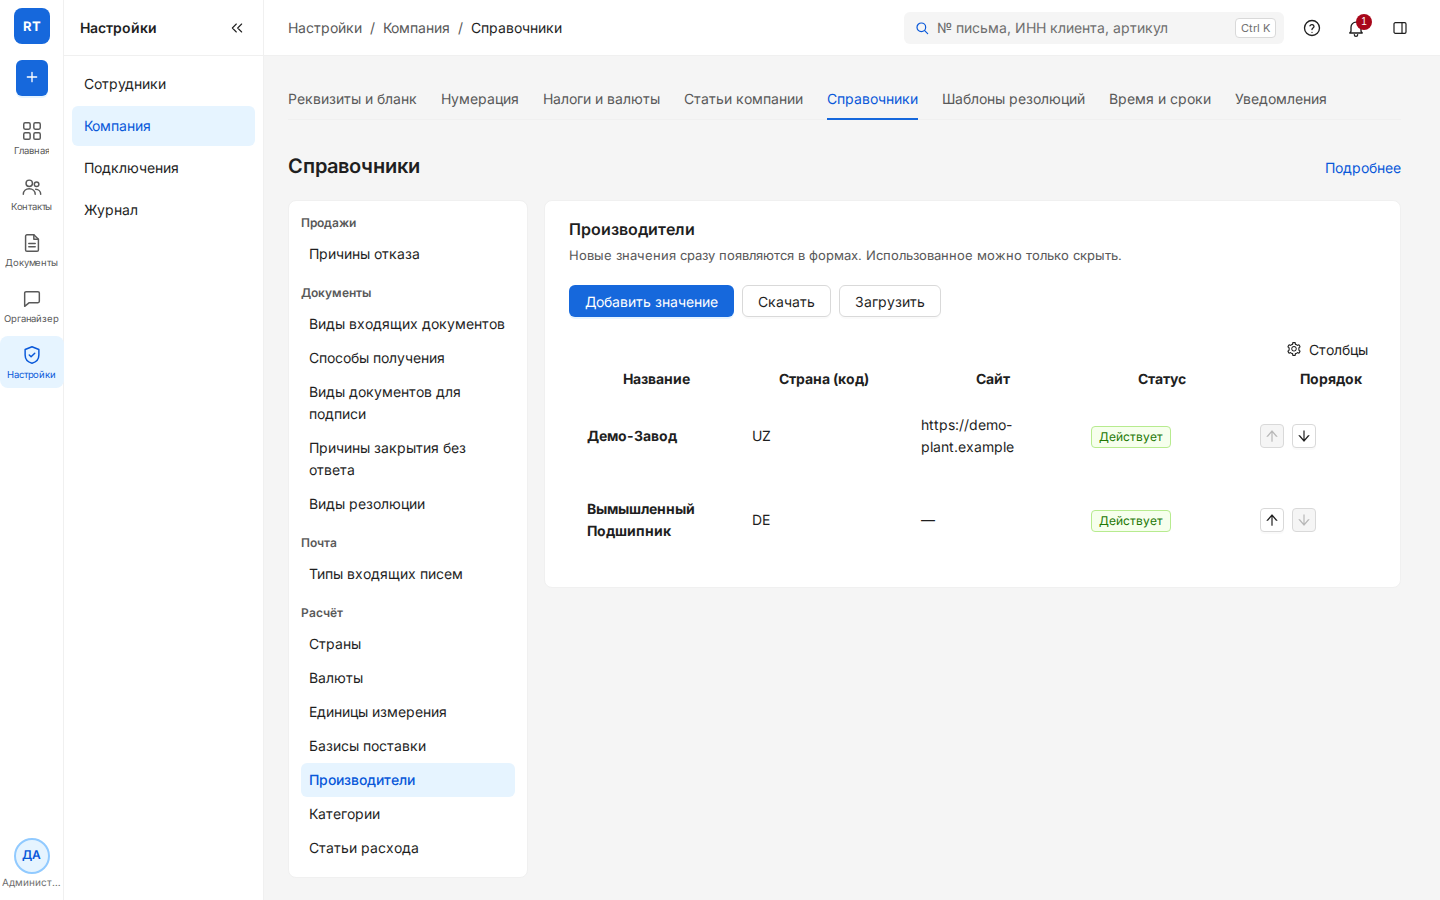 RT
Настройки
Настройки / Компания / Справочники
№ письма, ИНН клиента, артикул
Ctrl K
1
Главная
Контакты
Документы
Органайзер
Настройки
ДА
Админист...
Сотрудники
Компания
Подключения
Журнал
Реквизиты и бланк
Нумерация
Налоги и валюты
Статьи компании
Справочники
Шаблоны резолюций
Время и сроки
Уведомления
Справочники
Подробнее
Продажи
Причины отказа
Документы
Виды входящих документов
Способы получения
Виды документов для
подписи
Причины закрытия без
ответа
Виды резолюции
Почта
Типы входящих писем
Расчёт
Страны
Валюты
Единицы измерения
Базисы поставки
Производители
Категории
Статьи расхода
Производители
Новые значения сразу появляются в формах. Использованное можно только скрыть.
Добавить значение
Скачать
Загрузить
Столбцы
Название
Страна (код)
Сайт
Статус
Порядок
Демо-Завод
UZ
https://demo-
plant.example
Действует
Вымышленный
Подшипник
DE
—
Действует